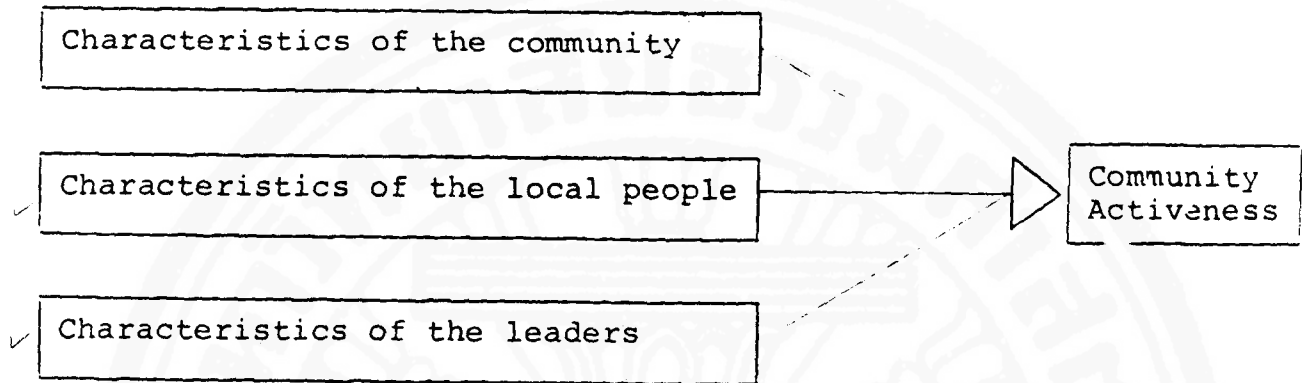 Characteristics of the community
Characteristics of the local people
Community
Activeness
Characteristics of the leaders